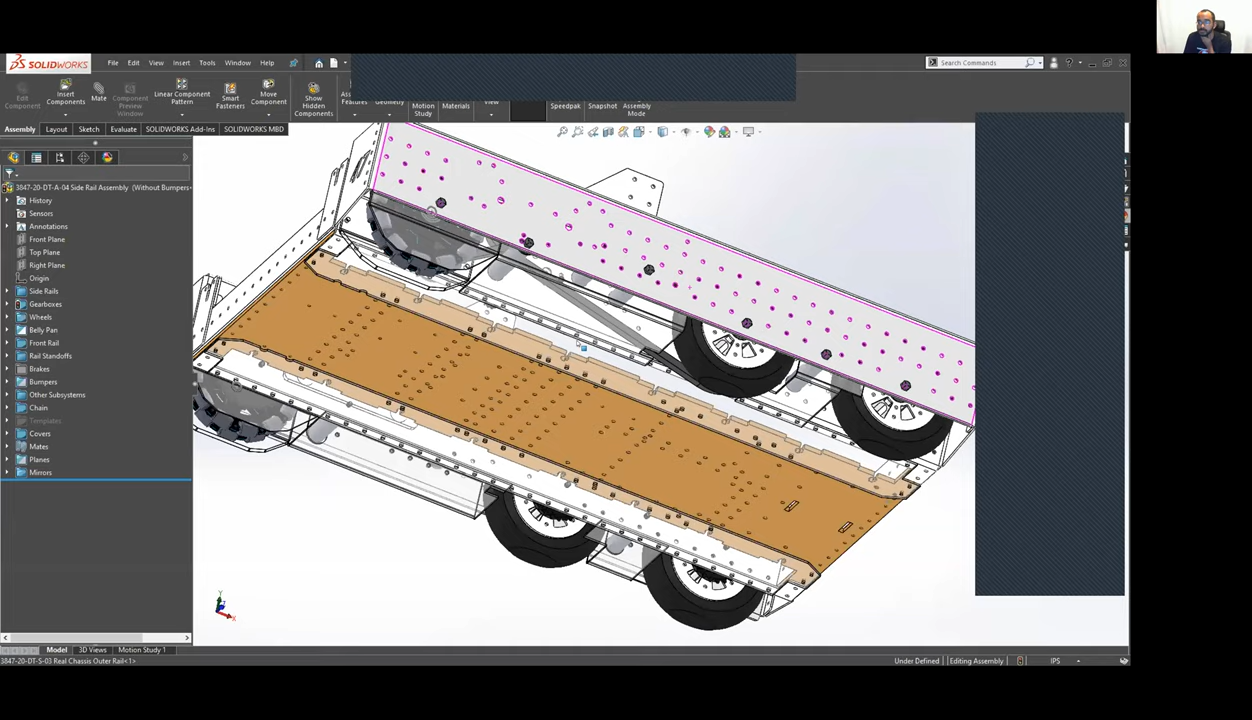 SOLIDWORKS File Edit View Insert Tools Window Help Search Commands
Edit Component
Insert Components
Mate
Component Preview Window
Linear Component Pattern
Smart Fasteners
Move Component
Show Hidden Components
Motion Study
Materials
View
Speedpak
Snapshot
Assembly Mode
Assembly Layout Sketch Evaluate SOLIDWORKS Add-Ins SOLIDWORKS MBD
3847-20-DT-A-04 Side Rail Assembly (Without Bumpers
History
Sensors
Annotations
Front Plane
Top Plane
Right Plane
Origin
Side Rails
Gearboxes
Wheels
Belly Pan
Front Rail
Rail Standoffs
Brakes
Bumpers
Other Subsystems
Chain
Templates
Covers
Mates
Planes
Mirrors
Model 3D Views Motion Study 1
3847-20-DT-S-03 Real Chassis Outer Rail<1> Under Defined Editing Assembly IPS